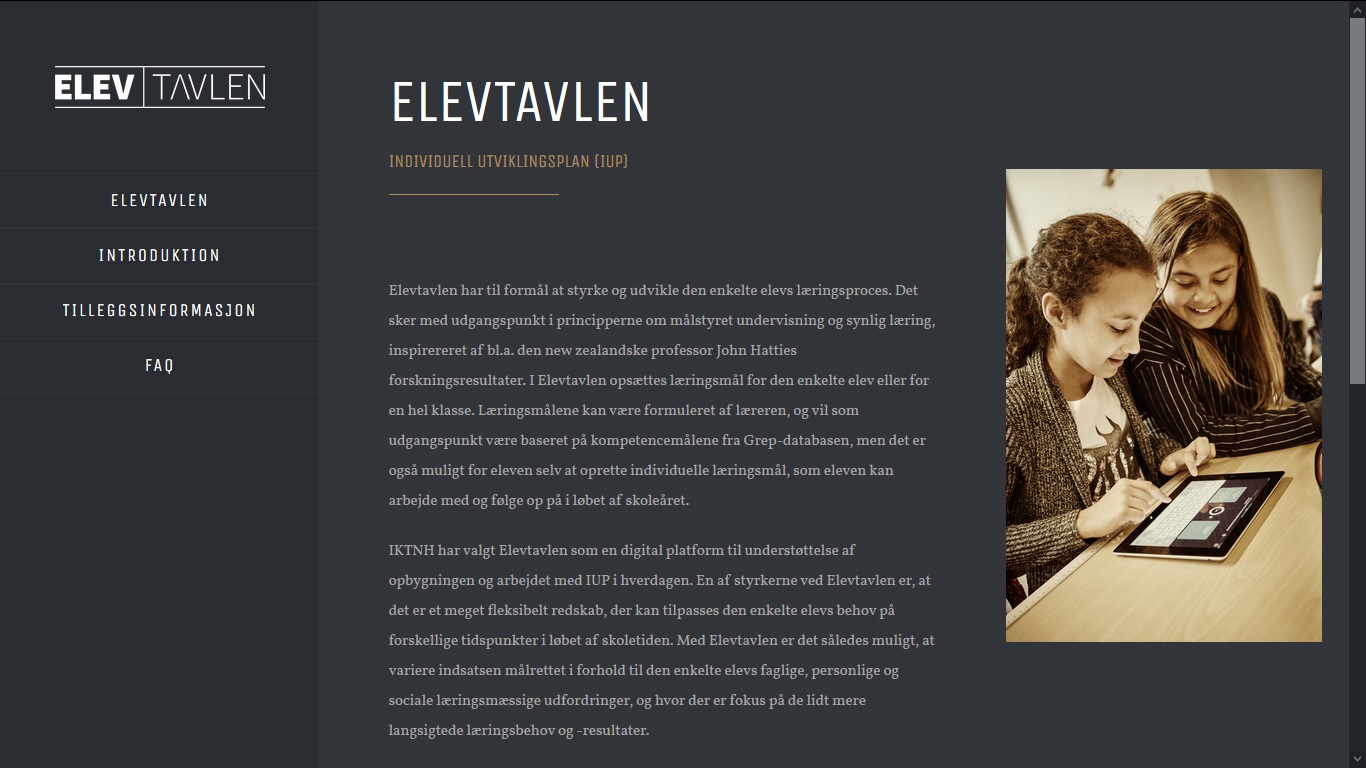 ELEV TAVLEN
ELEVTAVLEN
INTRODUKTION
TILLEGGSINFORMASJON
FAQ
ELEVTAVLEN
INDIVIDUELL UTVIKLINGSPLAN (IUP)
Elevtavlen har til formål at styrke og udvikle den enkelte elevs læringsproces. Det
sker med udgangspunkt i principperne om målstyret undervisning og synlig læring,
inspirereret af bl.a. den new zealandske professor John Hatties
forskningsresultater. I Elevtavlen opsættes læringsmål for den enkelte elev eller for
en hel klasse. Læringsmålene kan være formuleret af læreren, og vil som
udgangspunkt være baseret på kompetencemålene fra Grep-databasen, men det er
også muligt for eleven selv at oprette individuelle læringsmål, som eleven kan
arbejde med og følge op på i løbet af skoleåret.
IKTNH har valgt Elevtavlen som en digital platform til understøttelse af
opbygningen og arbejdet med IUP i hverdagen. En af styrkerne ved Elevtavlen er, at
det er et meget fleksibelt redskab, der kan tilpasses den enkelte elevs behov på
forskellige tidspunkter i løbet af skoletiden. Med Elevtavlen er det således muligt, at
variere indsatsen målrettet i forhold til den enkelte elevs faglige, personlige og
sociale læringsmæssige udfordringer, og hvor der er fokus på de lidt mere
langsigtede læringsbehov og -resultater.